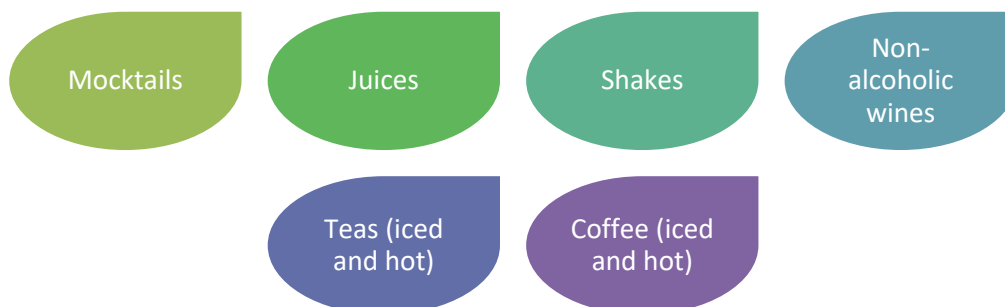 Mocktails
Juices
Shakes
Non-
alcoholic
wines
Teas (iced
and hot)
Coffee (iced
and hot)